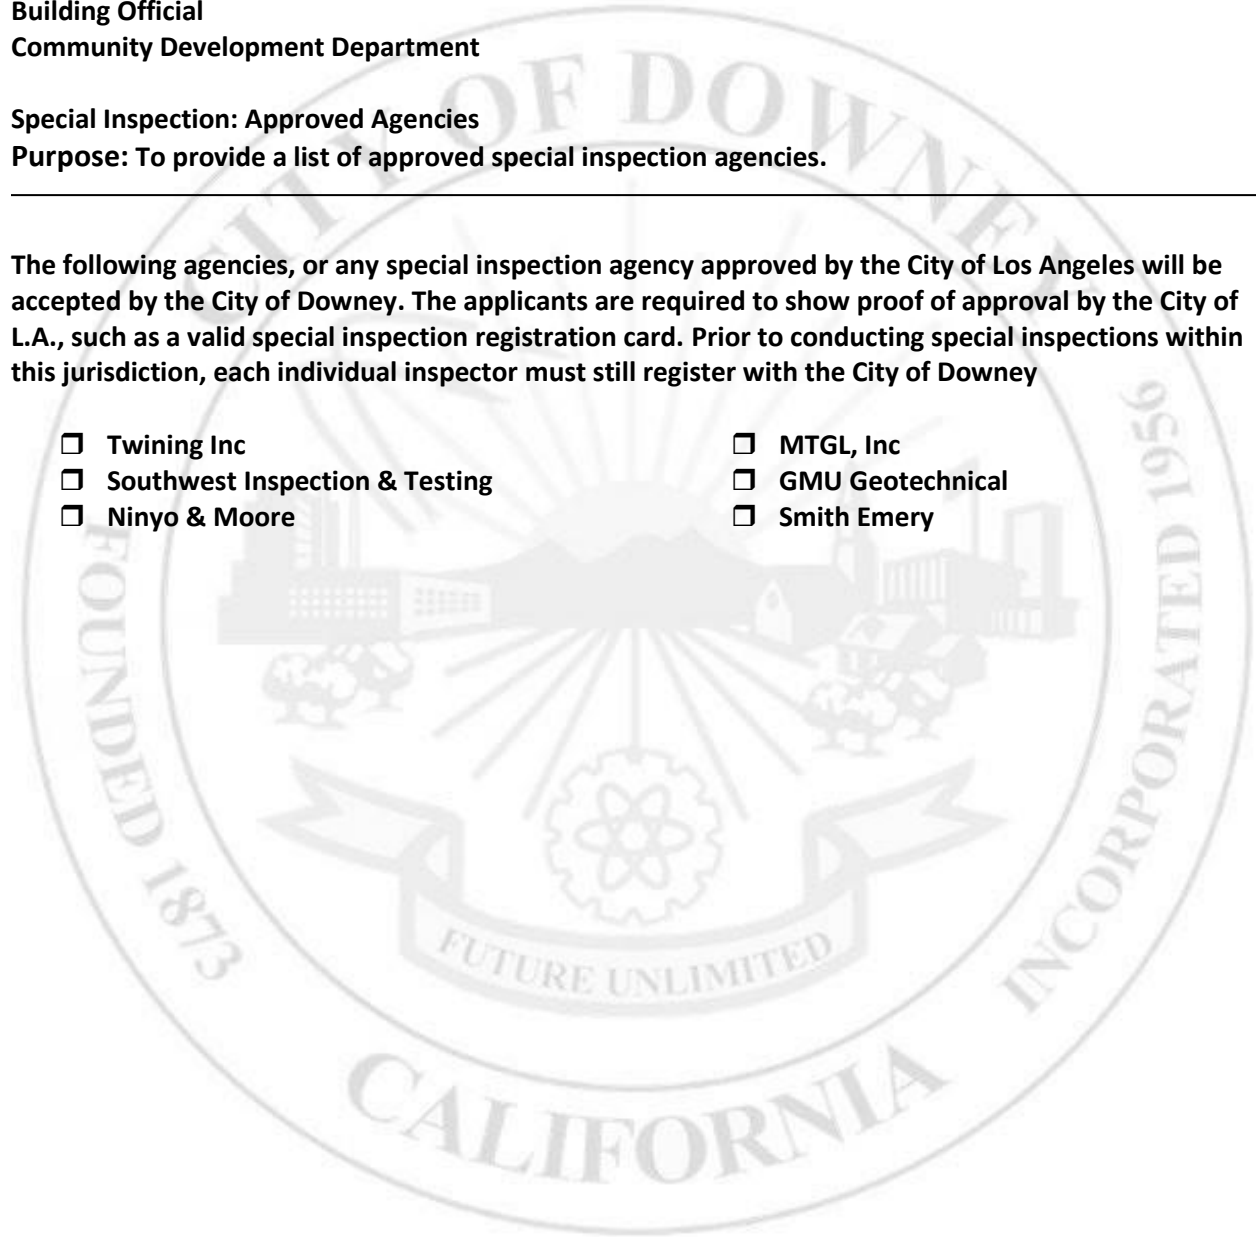 Building Official
Community Development Department
Special Inspection: Approved Agencies
Purpose: To provide a list of approved special inspection agencies.
The following agencies, or any special inspection agency approved by the City of Los Angeles will be
accepted by the City of Downey. The applicants are required to show proof of approval by the City of
L.A., such as a valid special inspection registration card. Prior to conducting special inspections within
this jurisdiction, each individual inspector must still register with the City of Downey
❒ Twining Inc
❒ Southwest Inspection & Testing
❒ Ninyo & Moore
❒ MTGL, Inc
❒ GMU Geotechnical
❒ Smith Emery
CITY OF DOWNEY
FOUNDED 1873
INCORPORATED 1956
FUTURE UNLIMITED
CALIFORNIA